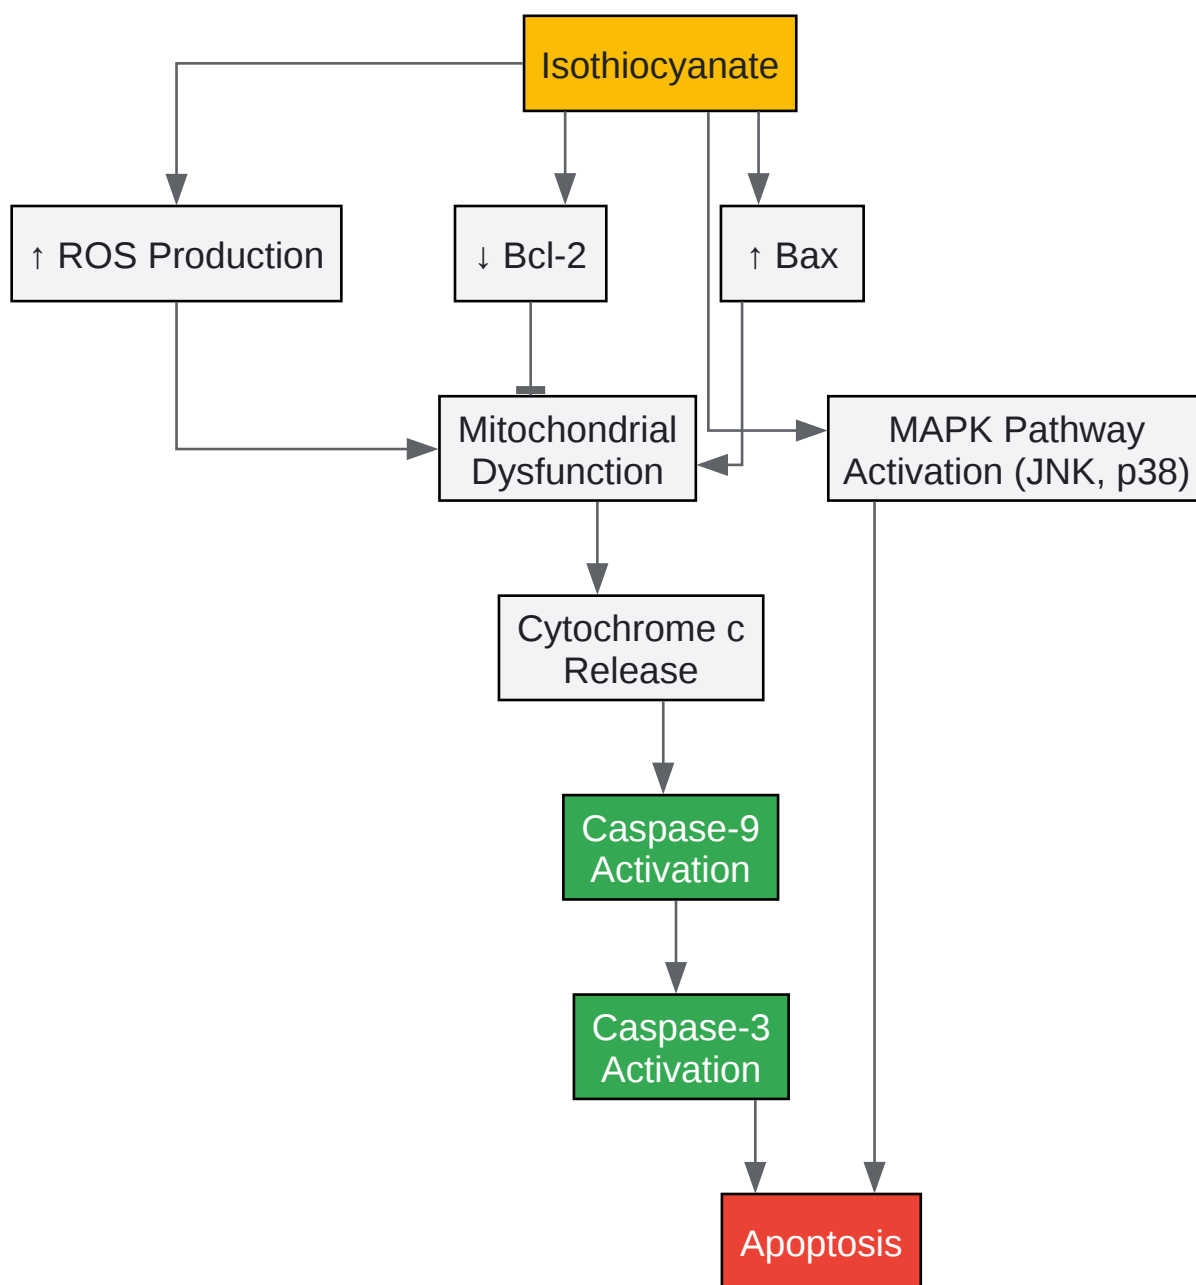 Isothiocyanate
↑ ROS Production
↓ Bcl-2
↑ Bax
Mitochondrial
Dysfunction
MAPK Pathway
Activation (JNK, p38)
Cytochrome c
Release
Caspase-9
Activation
Caspase-3
Activation
Apoptosis